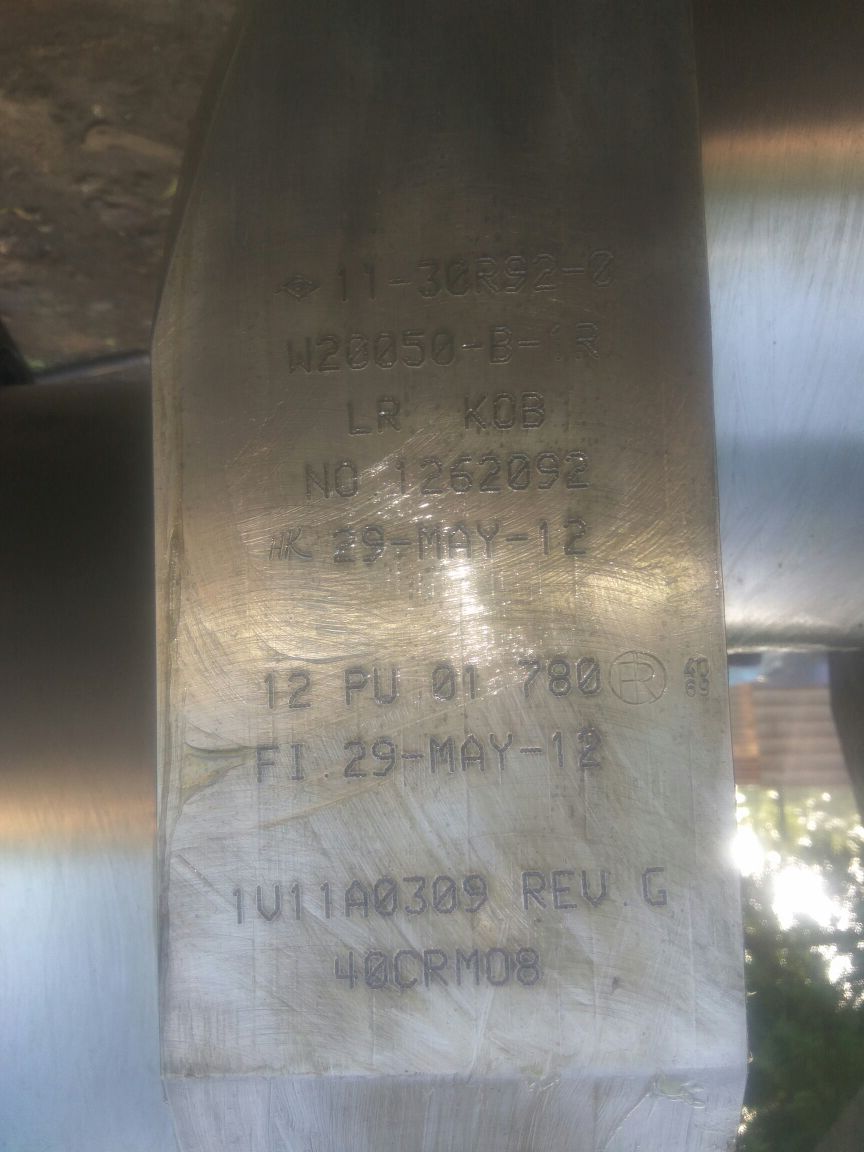 11-30R92-0
W20050-B-1R
LR KOB
NO.1262092
HK 29-MAY-12
12 PU 01 780 R
FI.29-MAY-12
1V11A0309 REV.G
40CRMO8